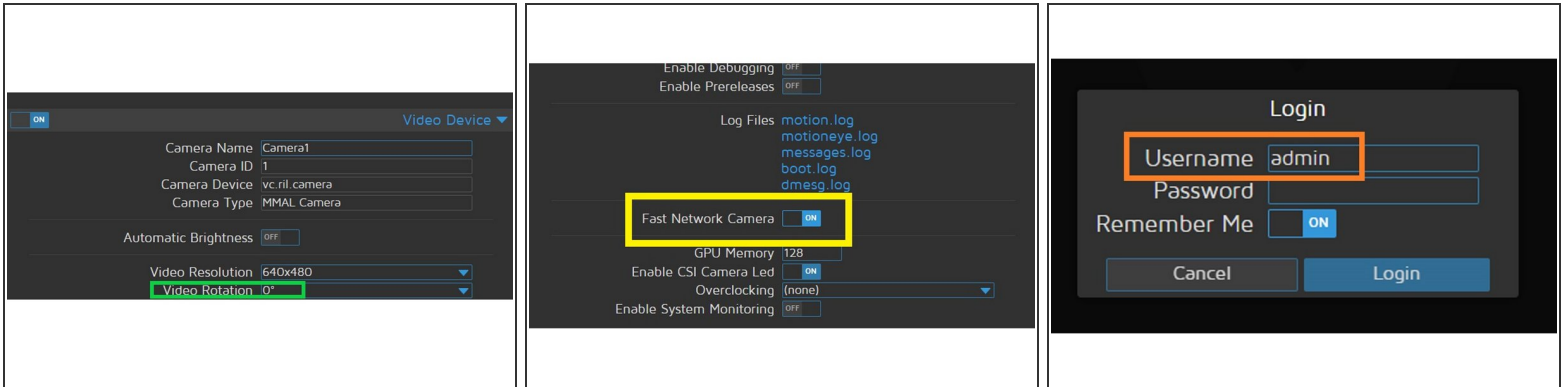 ON Video Device
Camera Name Camera1
Camera ID 1
Camera Device vc.ril.camera
Camera Type MMAL Camera
Automatic Brightness OFF
Video Resolution 640x480
Video Rotation 0°
Enable Debugging OFF
Enable Prereleases OFF
Log Files motion.log
motioneye.log
messages.log
boot.log
dmesg.log
Fast Network Camera ON
GPU Memory 128
Enable CSI Camera Led ON
Overclocking (none)
Enable System Monitoring OFF
Login
Username admin
Password
Remember Me ON
Cancel Login